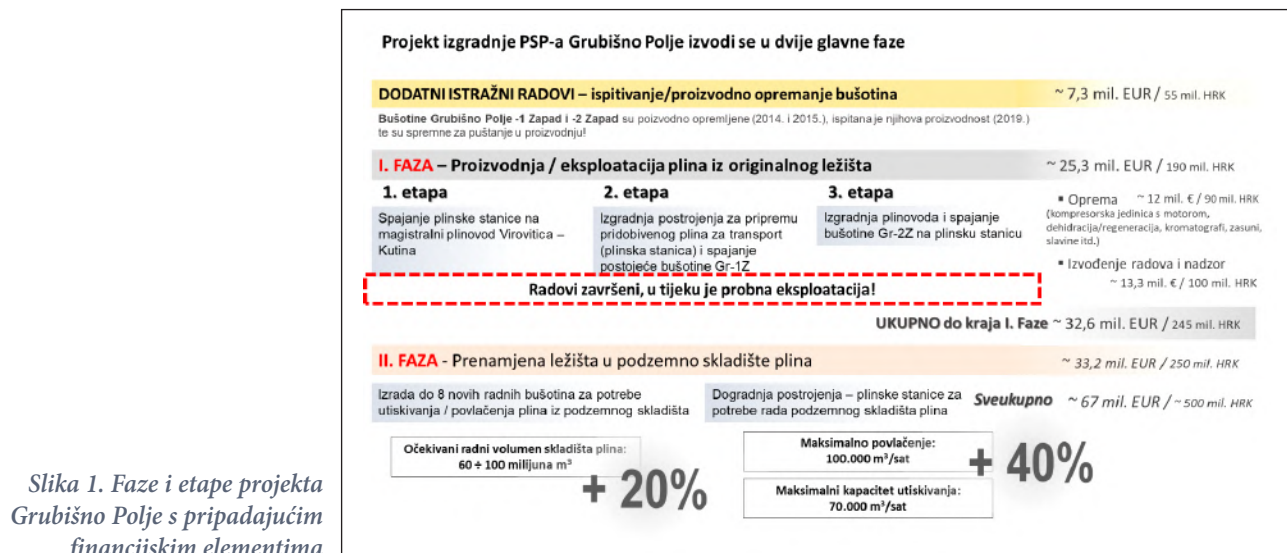 Projekt izgradnje PSP-a Grubišno Polje izvodi se u dvije glavne faze
DODATNI ISTRAŽNI RADOVI – ispitivanje/proizvodno opremanje bušotina ~ 7,3 mil. EUR / 55 mil. HRK
Bušotine Grubišno Polje -1 Zapad i -2 Zapad su poizvodno opremljene (2014. i 2015.), ispitana je njihova proizvodnost (2019.)
te su spremne za puštanje u proizvodnju!
I. FAZA – Proizvodnja / eksploatacija plina iz originalnog ležišta ~ 25,3 mil. EUR / 190 mil. HRK
1. etapa
Spajanje plinske stanice na
magistralni plinovod Virovitica –
Kutina
2. etapa
Izgradnja postrojenja za pripremu
pridobivenog plina za transport
(plinska stanica) i spajanje
postojeće bušotine Gr-1Z
3. etapa
Izgradnja plinovoda i spajanje
bušotine Gr-2Z na plinsku stanicu
▪ Oprema ~ 12 mil. € / 90 mil. HRK
(kompresorska jedinica s motorom,
dehidracija/regeneracija, kromatografi, zasuni,
slavine itd.)
▪ Izvođenje radova i nadzor
~ 13,3 mil. € / 100 mil. HRK
Radovi završeni, u tijeku je probna eksploatacija!
UKUPNO do kraja I. Faze ~ 32,6 mil. EUR / 245 mil. HRK
II. FAZA - Prenamjena ležišta u podzemno skladište plina ~ 33,2 mil. EUR / 250 mil. HRK
Izrada do 8 novih radnih bušotina za potrebe
utiskivanja / povlačenja plina iz podzemnog skladišta
Dogradnja postrojenja – plinske stanice za
potrebe rada podzemnog skladišta plina
Sveukupno ~ 67 mil. EUR / ~ 500 mil. HRK
Očekivani radni volumen skladišta plina:
60 ÷ 100 milijuna m³
+ 20%
Maksimalno povlačenje:
100.000 m³/sat
+ 40%
Maksimalni kapacitet utiskivanja:
70.000 m³/sat
Slika 1. Faze i etape projekta
Grubišno Polje s pripadajućim
financijskim elementima